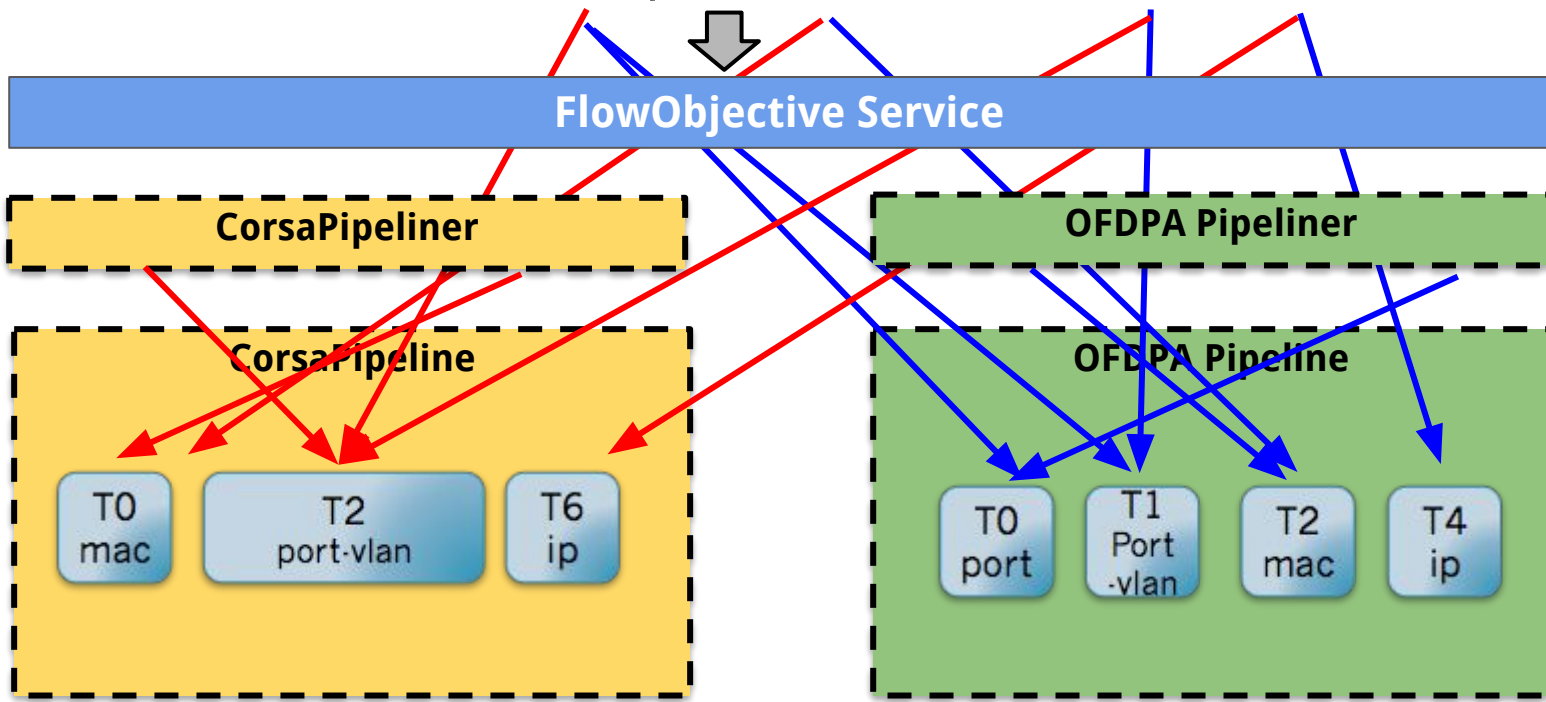 FlowObjective Service
CorsaPipeliner
OFDPA Pipeliner
CorsaPipeline
OFDPA Pipeline
T0
mac
T2
port-vlan
T6
ip
T0
port
T1
Port
-vlan
T2
mac
T4
ip